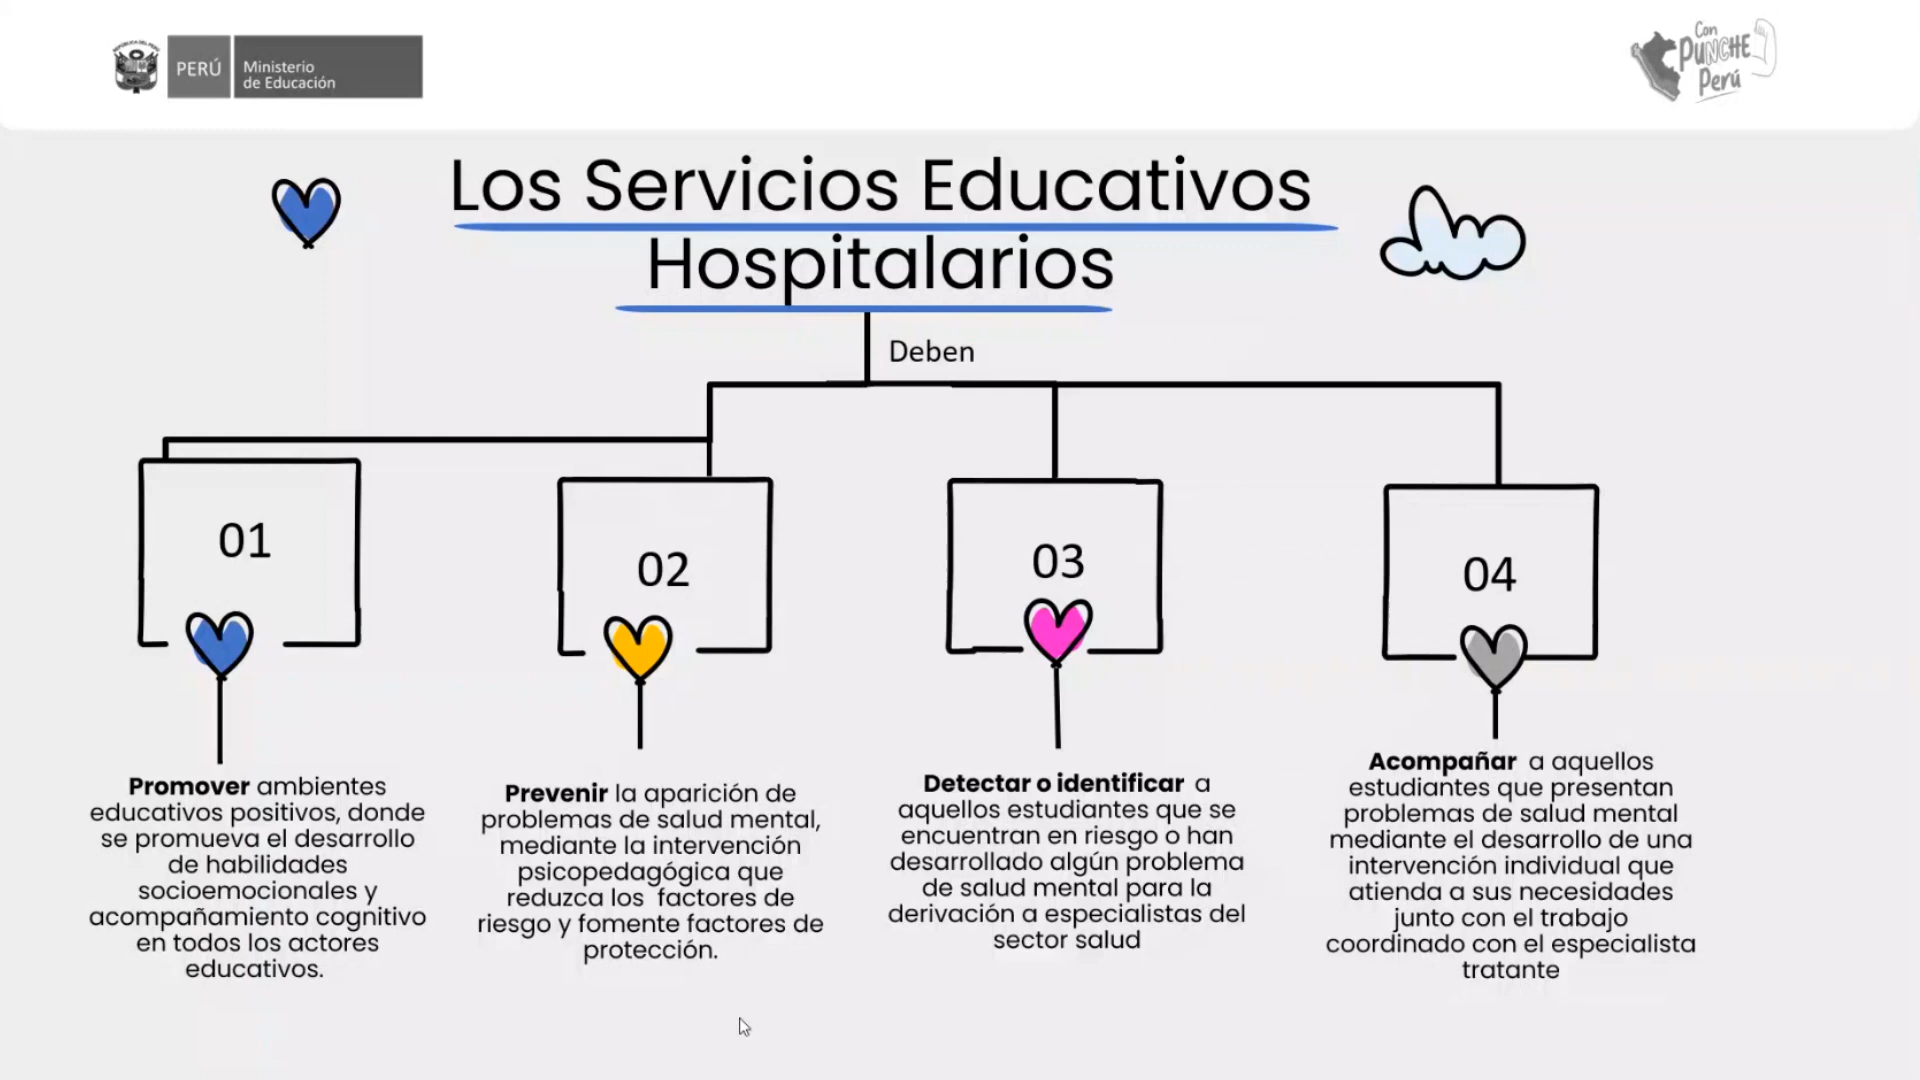 PERÚ
Ministerio
de Educación
Con
PUNCHE
Perú
Los Servicios Educativos
Hospitalarios
Deben
01
02
03
04
Promover ambientes
educativos positivos, donde
se promueva el desarrollo
de habilidades
socioemocionales y
acompañamiento cognitivo
en todos los actores
educativos.
Prevenir la aparición de
problemas de salud mental,
mediante la intervención
psicopedagógica que
reduzca los factores de
riesgo y fomente factores de
protección.
Detectar o identificar a
aquellos estudiantes que se
encuentran en riesgo o han
desarrollado algún problema
de salud mental para la
derivación a especialistas del
sector salud
Acompañar a aquellos
estudiantes que presentan
problemas de salud mental
mediante el desarrollo de una
intervención individual que
atienda a sus necesidades
junto con el trabajo
coordinado con el especialista
tratante